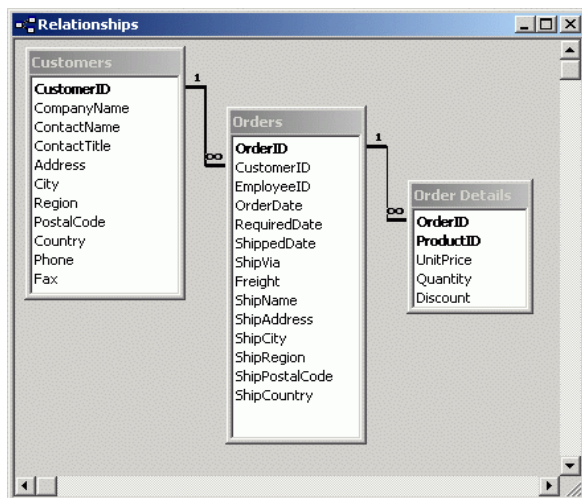 Relationships
Customers
CustomerID
CompanyName
ContactName
ContactTitle
Address
City
Region
PostalCode
Country
Phone
Fax
1
∞
Orders
OrderID
CustomerID
EmployeeID
OrderDate
RequiredDate
ShippedDate
ShipVia
Freight
ShipName
ShipAddress
ShipCity
ShipRegion
ShipPostalCode
ShipCountry
1
∞
Order Details
OrderID
ProductID
UnitPrice
Quantity
Discount